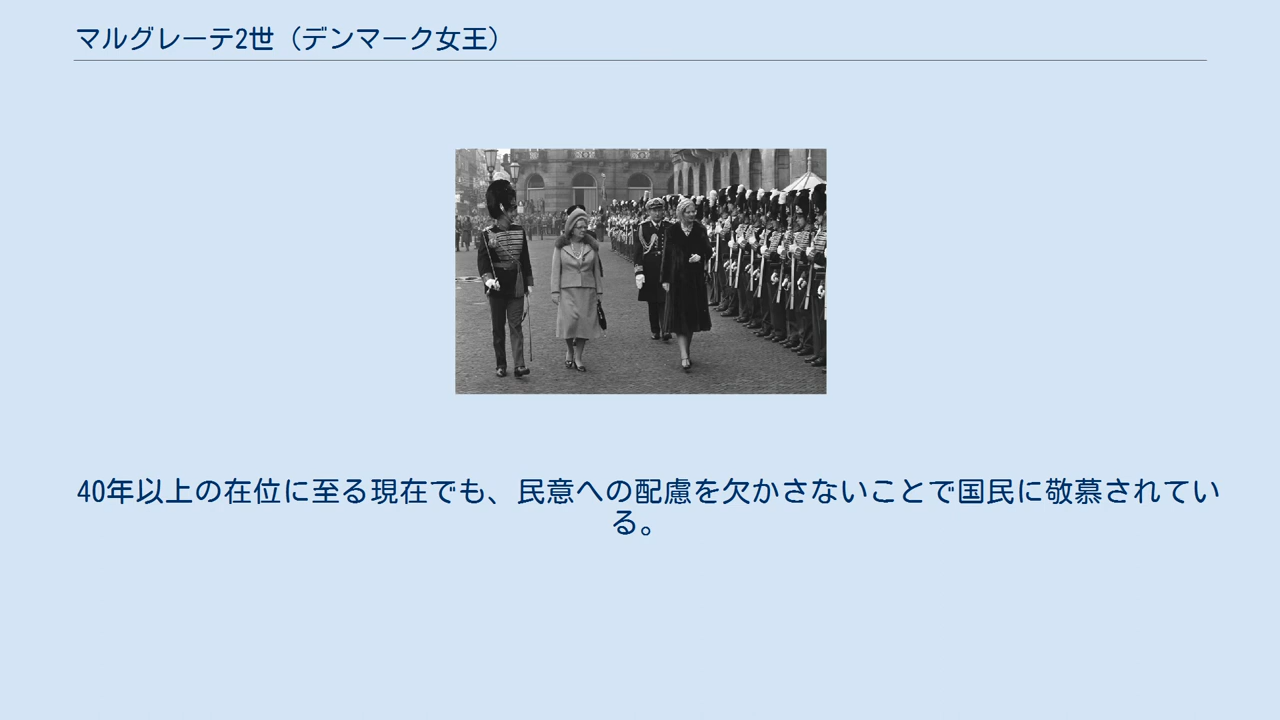 マルグレーテ2世（デンマーク女王）
40年以上の在位に至る現在でも、民意への配慮を欠かさないことで国民に敬慕されてい
る。